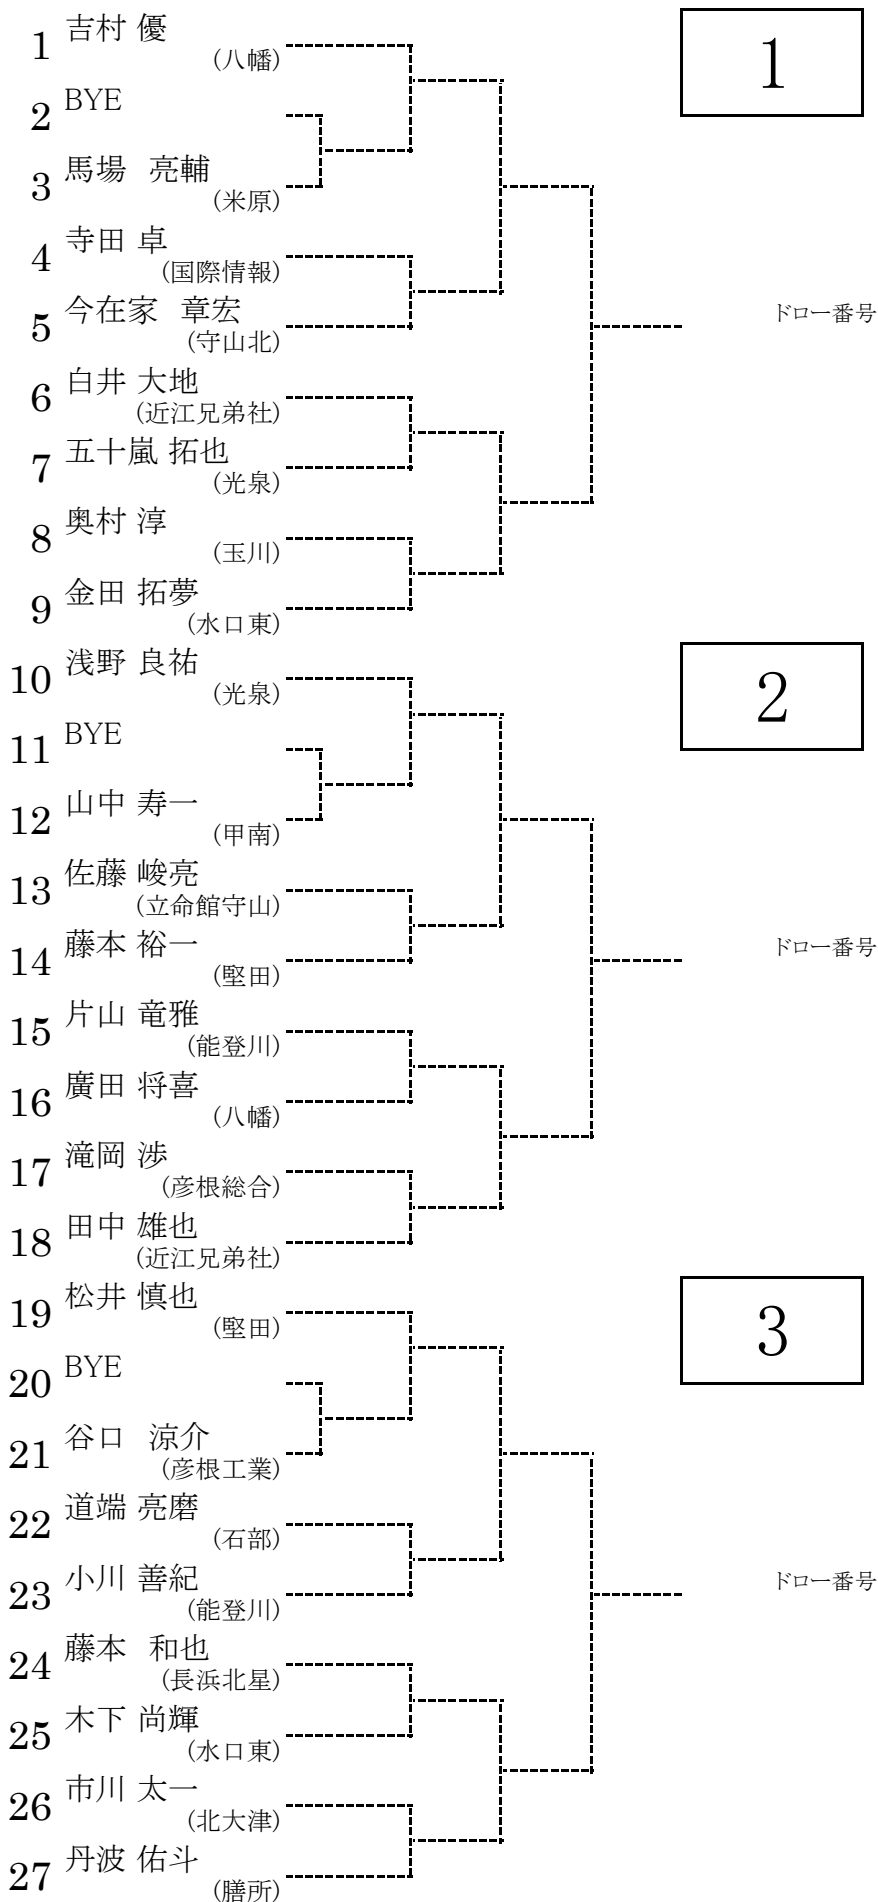 1 吉村 優
(八幡)
1
2 BYE
3 馬場 亮輔
(米原)
4 寺田 卓
(国際情報)
5 今在家 章宏
(守山北)
ドロー番号
6 白井 大地
(近江兄弟社)
7 五十嵐 拓也
(光泉)
8 奥村 淳
(玉川)
9 金田 拓夢
(水口東)
10 浅野 良祐
(光泉)
2
11 BYE
12 山中 寿一
(甲南)
13 佐藤 峻亮
(立命館守山)
14 藤本 裕一
(堅田)
ドロー番号
15 片山 竜雅
(能登川)
16 廣田 将喜
(八幡)
17 滝岡 渉
(彦根総合)
18 田中 雄也
(近江兄弟社)
19 松井 慎也
(堅田)
3
20 BYE
21 谷口 涼介
(彦根工業)
22 道端 亮磨
(石部)
23 小川 善紀
(能登川)
ドロー番号
24 藤本 和也
(長浜北星)
25 木下 尚輝
(水口東)
26 市川 太一
(北大津)
27 丹波 佑斗
(膳所)